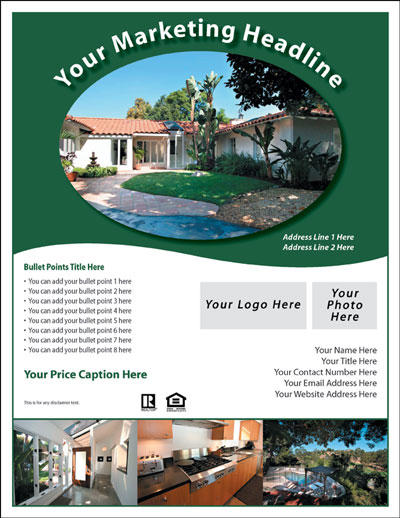 Your Marketing Headline
Address Line 1 Here
Address Line 2 Here
Bullet Points Title Here
• You can add your bullet point 1 here
• You can add your bullet point 2 here
• You can add your bullet point 3 here
• You can add your bullet point 4 here
• You can add your bullet point 5 here
• You can add your bullet point 6 here
• You can add your bullet point 7 here
• You can add your bullet point 8 here
Your Logo Here
Your
Photo
Here
Your Price Caption Here
Your Name Here
Your Title Here
Your Contact Number Here
Your Email Address Here
Your Website Address Here
This is for any disclaimer text.
R
REALTOR